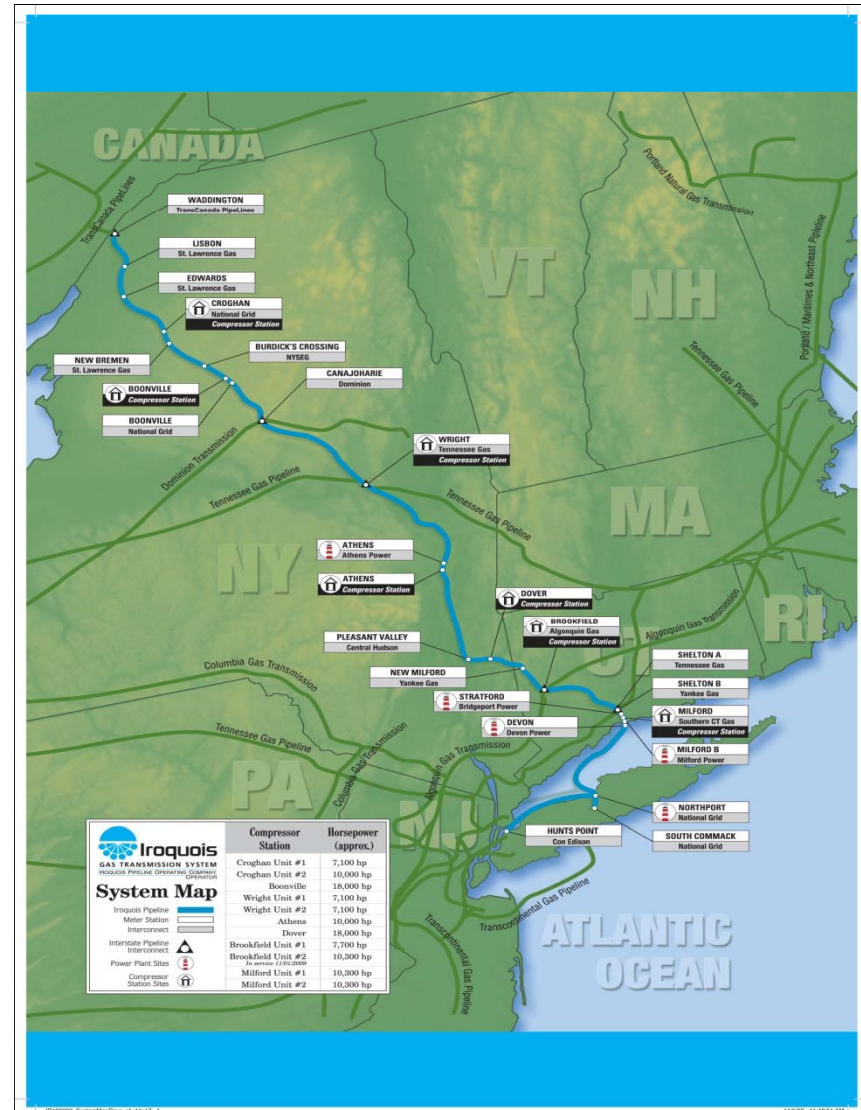 CANADA
TransCanada PipeLines
WADDINGTON
TransCanada PipeLines
LISBON
St. Lawrence Gas
EDWARDS
St. Lawrence Gas
CROGHAN
National Grid
Compressor Station
NEW BREMEN
St. Lawrence Gas
BURDICK'S CROSSING
NYSEG
BOONVILLE
Compressor Station
CANAJOHARIE
Dominion
BOONVILLE
National Grid
VT
NH
Portland Natural Gas Transmission
Portland / Maritimes & Northeast Pipleline
Tennessee Gas Pipeline
WRIGHT
Tennessee Gas
Compressor Station
Dominion Transmission
Tennessee Gas Pipeline
Tennessee Gas Pipeline
MA
NY
ATHENS
Athens Power
ATHENS
Compressor Station
DOVER
Compressor Station
BROOKFIELD
Algonquin Gas
Compressor Station
Algonquin Gas Transmission
RI
CT
PLEASANT VALLEY
Central Hudson
NEW MILFORD
Yankee Gas
SHELTON A
Tennessee Gas
SHELTON B
Yankee Gas
STRATFORD
Bridgeport Power
MILFORD
Southern CT Gas
Compressor Station
DEVON
Devon Power
MILFORD B
Milford Power
Columbia Gas Transmission
Tennessee Gas Pipeline
Columbia Gas Transmission
Algonquin Gas Transmission
PA
NJ
NORTHPORT
National Grid
HUNTS POINT
Con Edison
SOUTH COMMACK
National Grid
Transcontinental Gas Pipeline
Transcontinental Gas Pipeline
ATLANTIC
OCEAN
Iroquois
GAS TRANSMISSION SYSTEM
IROQUOIS PIPELINE OPERATING COMPANY,
OPERATOR
System Map
Iroquois Pipeline
Meter Station
Interconnect
Interstate Pipeline
Interconnect
Power Plant Sites
Compressor
Station Sites
Compressor Station Horsepower (approx.)
Croghan Unit #1 7,100 hp
Croghan Unit #2 10,000 hp
Boonville 18,000 hp
Wright Unit #1 7,100 hp
Wright Unit #2 7,100 hp
Athens 10,000 hp
Dover 18,000 hp
Brookfield Unit #1 7,700 hp
Brookfield Unit #2 10,300 hp
In service 11/01/2009
Milford Unit #1 10,300 hp
Milford Unit #2 10,300 hp